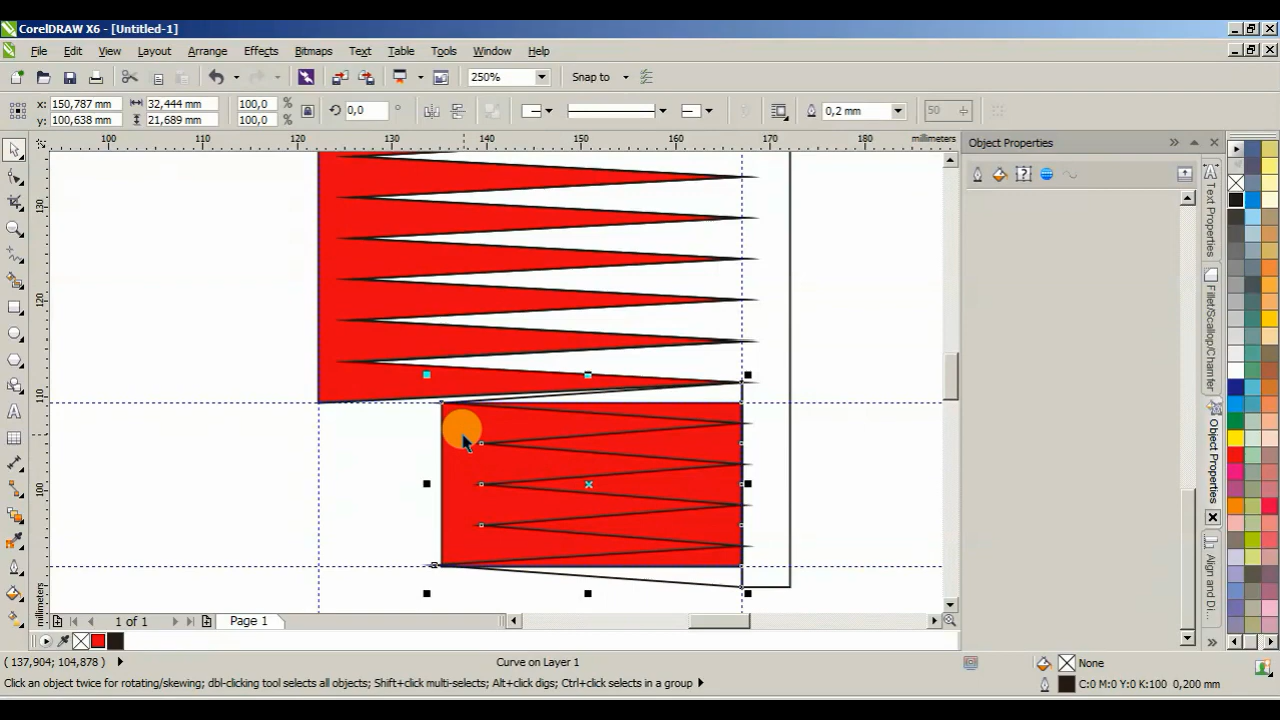 CorelDRAW X6 - [Untitled-1]
File Edit View Layout Arrange Effects Bitmaps Text Table Tools Window Help
250% Snap to
x: 150,787 mm 32,444 mm 100,0 % 0,0 ° 0,2 mm 50
y: 100,638 mm 21,689 mm 100,0 %
100 110 120 130 140 150 160 170 180 millimeters
Object Properties
130
120
110
100
millimeters
Text Properties
Fillet/Scallop/Chamfer
Object Properties
Align and Di...
1 of 1 Page 1
( 137,904; 104,878 ) Curve on Layer 1 None
Click an object twice for rotating/skewing; dbl-clicking tool selects all objects; Shift+click multi-selects; Alt+click digs; Ctrl+click selects in a group C:0 M:0 Y:0 K:100 0,200 mm